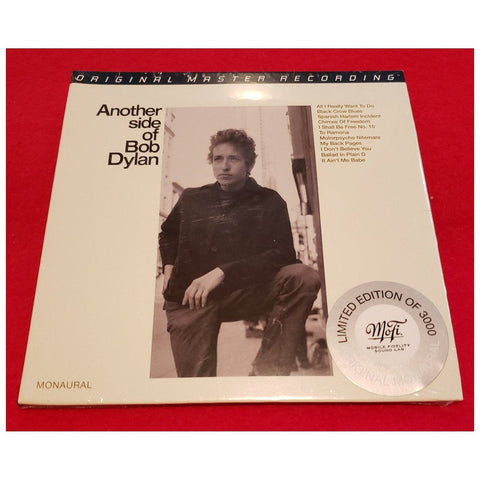 ORIGINAL MASTER RECORDING™
Another
side of
Bob
Dylan
All I Really Want To Do
Black Crow Blues
Spanish Harlem Incident
Chimes Of Freedom
I Shall Be Free No. 10
To Ramona
Motorpsycho Nitemare
My Back Pages
I Don't Believe You
Ballad In Plain D
It Ain't Me Babe
LIMITED EDITION OF 3000
MoFi
MOBILE FIDELITY
SOUND LAB
ORIGINAL
MONAURAL